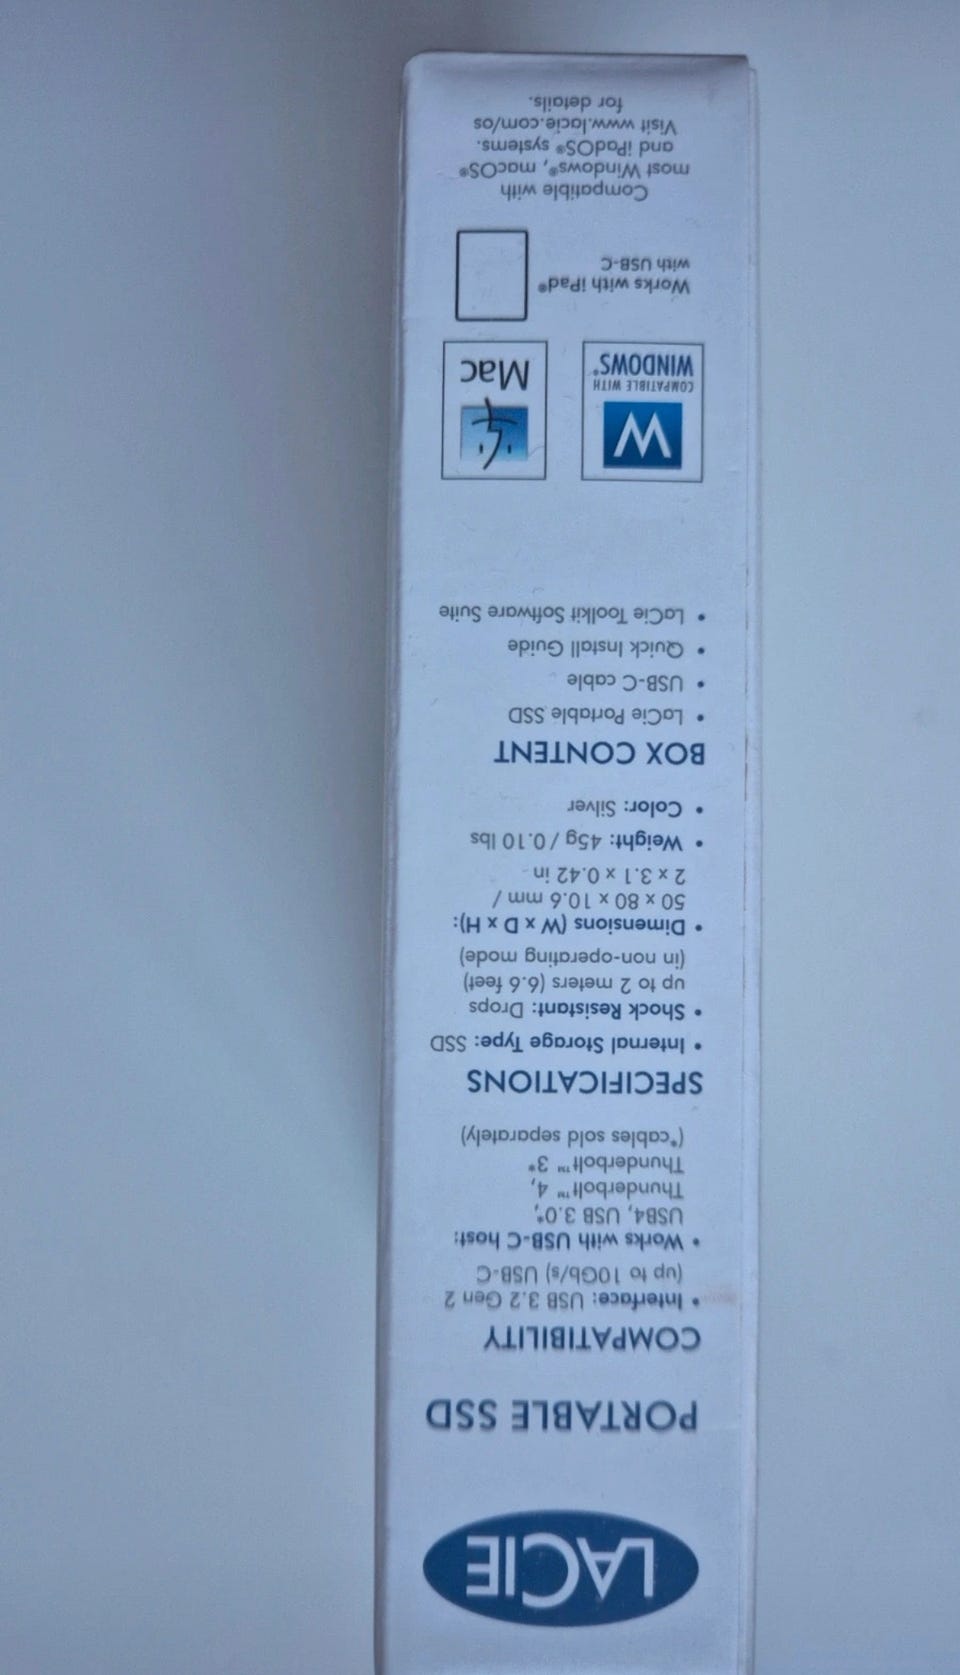 LACIE
PORTABLE SSD
COMPATIBILITY
• Interface: USB 3.2 Gen 2
(up to 10Gb/s) USB-C
• Works with USB-C host:
USB4, USB 3.0*,
Thunderbolt™ 4,
Thunderbolt™ 3*
(*cables sold separately)
SPECIFICATIONS
• Internal Storage Type: SSD
• Shock Resistant: Drops
up to 2 meters (6.6 feet)
(in non-operating mode)
• Dimensions (W x D x H):
50 x 80 x 10.6 mm /
2 x 3.1 x 0.42 in
• Weight: 45g / 0.10 lbs
• Color: Silver
BOX CONTENT
• LaCie Portable SSD
• USB-C cable
• Quick Install Guide
• LaCie Toolkit Software Suite
W
COMPATIBLE WITH
WINDOWS®
Mac
Works with iPad®
with USB-C
Compatible with
most Windows®, macOS®
and iPadOS® systems.
Visit www.lacie.com/os
for details.